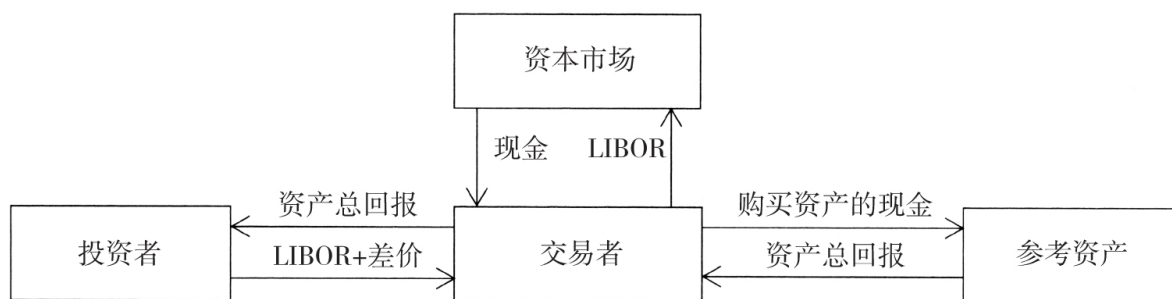 资本市场
现金
LIBOR
资产总回报
购买资产的现金
投资者
LIBOR+差价
交易者
资产总回报
参考资产